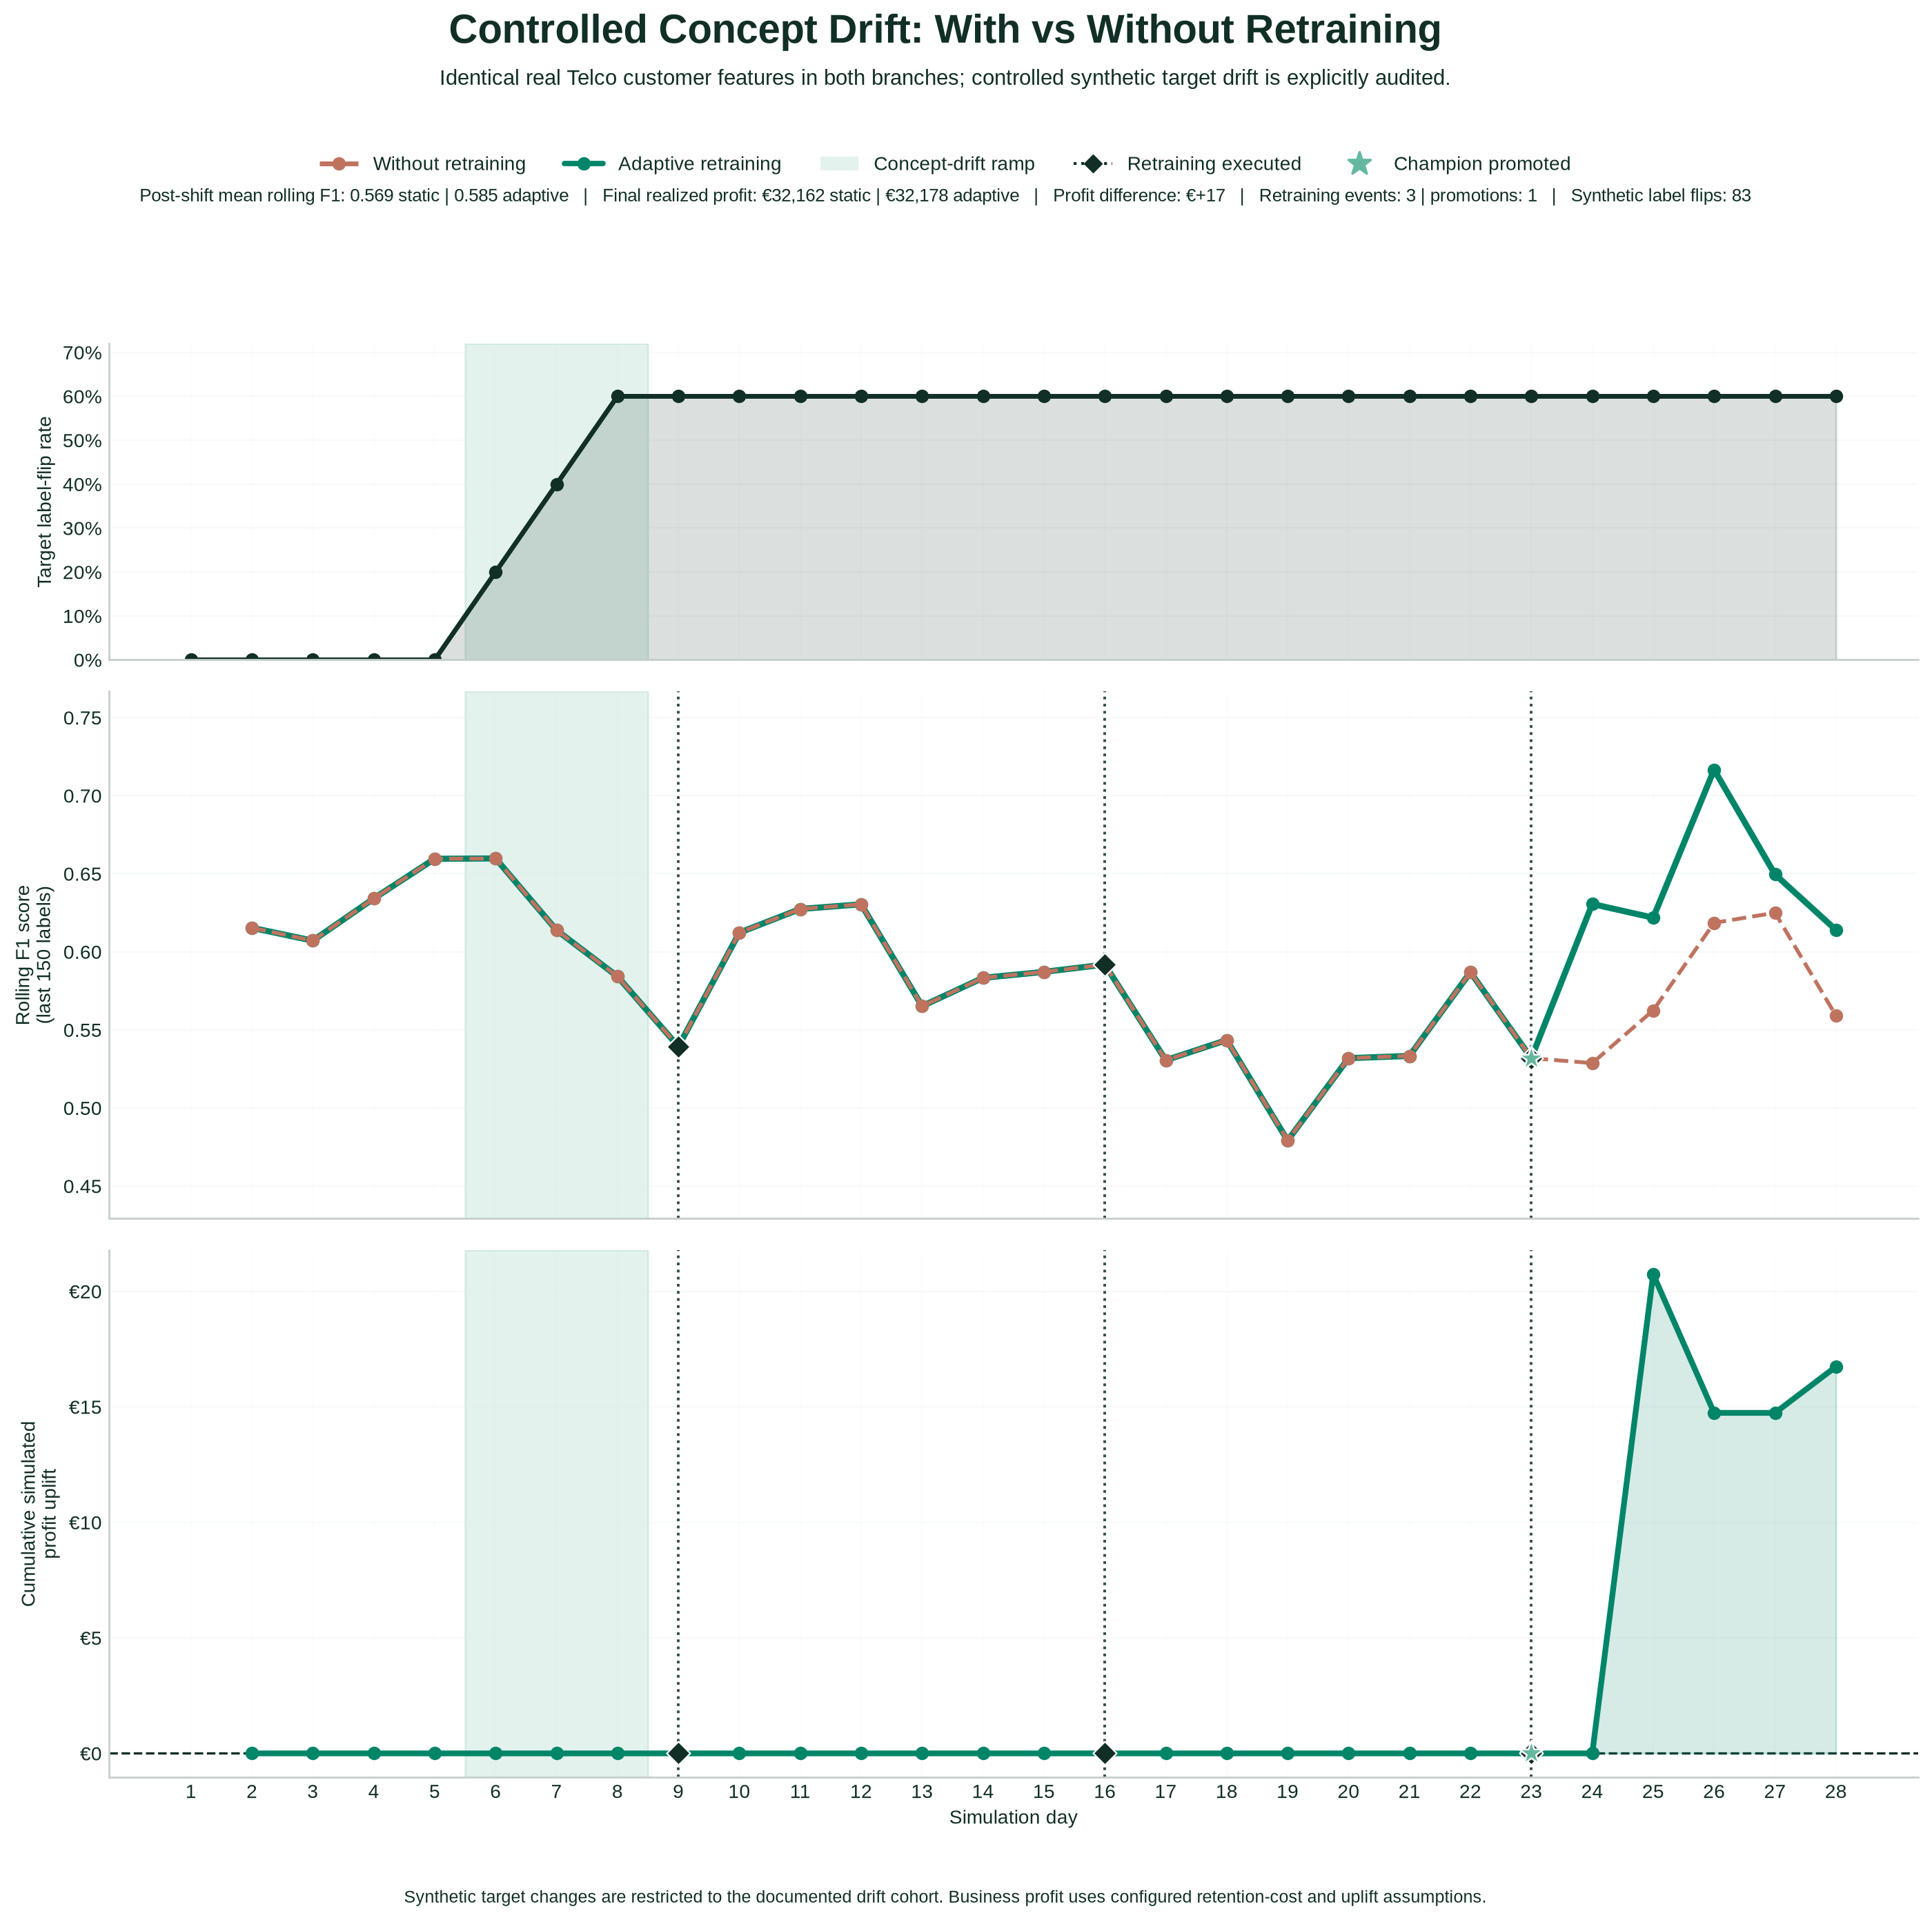 Controlled Concept Drift: With vs Without Retraining
Identical real Telco customer features in both branches; controlled synthetic target drift is explicitly audited.
Without retraining
Adaptive retraining
Concept-drift ramp
Retraining executed
Champion promoted
Post-shift mean rolling F1: 0.569 static | 0.585 adaptive | Final realized profit: €32,162 static | €32,178 adaptive | Profit difference: €+17 | Retraining events: 3 | promotions: 1 | Synthetic label flips: 83
Target label-flip rate
70%
60%
50%
40%
30%
20%
10%
0%
Rolling F1 score
(last 150 labels)
0.75
0.70
0.65
0.60
0.55
0.50
0.45
Cumulative simulated
profit uplift
€20
€15
€10
€5
€0
1 2 3 4 5 6 7 8 9 10 11 12 13 14 15 16 17 18 19 20 21 22 23 24 25 26 27 28
Simulation day
Synthetic target changes are restricted to the documented drift cohort. Business profit uses configured retention-cost and uplift assumptions.